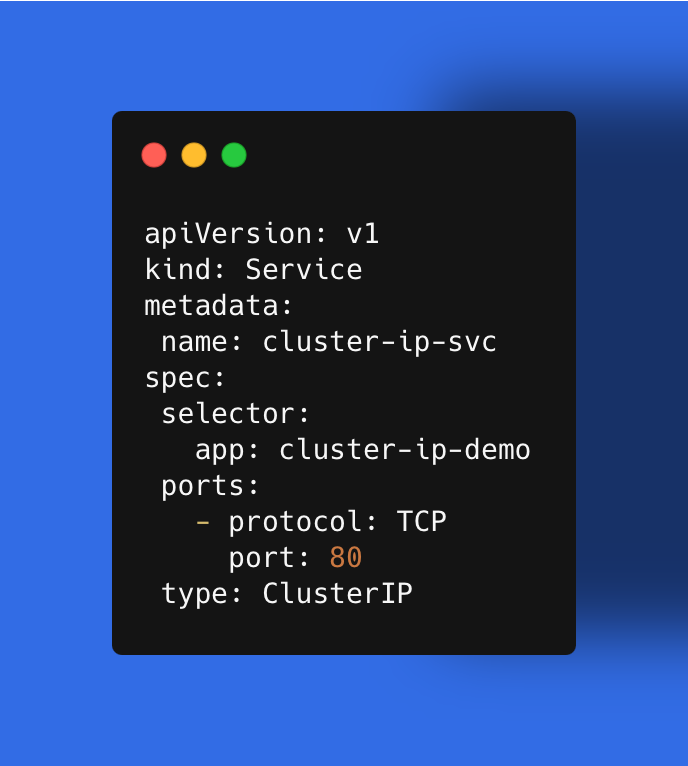 apiVersion: v1
kind: Service
metadata:
 name: cluster-ip-svc
spec:
 selector:
   app: cluster-ip-demo
 ports:
   - protocol: TCP
     port: 80
 type: ClusterIP